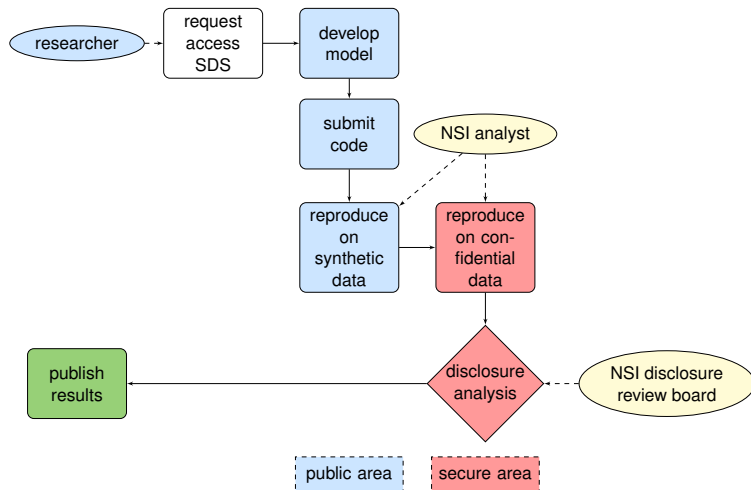 researcher
request
access
SDS
develop
model
submit
code
NSI analyst
reproduce
on
synthetic
data
reproduce
on con-
fidential
data
publish
results
disclosure
analysis
NSI disclosure
review board
public area
secure area